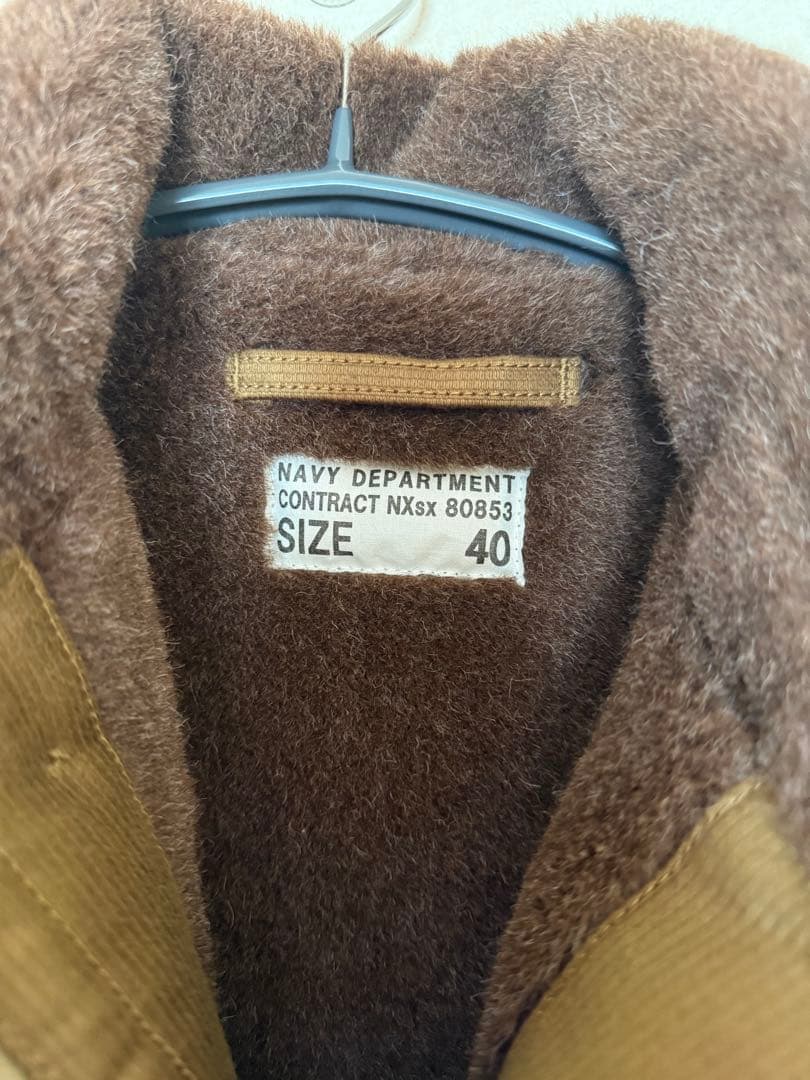 NAVY DEPARTMENT
CONTRACT NXsx 80853
SIZE 40